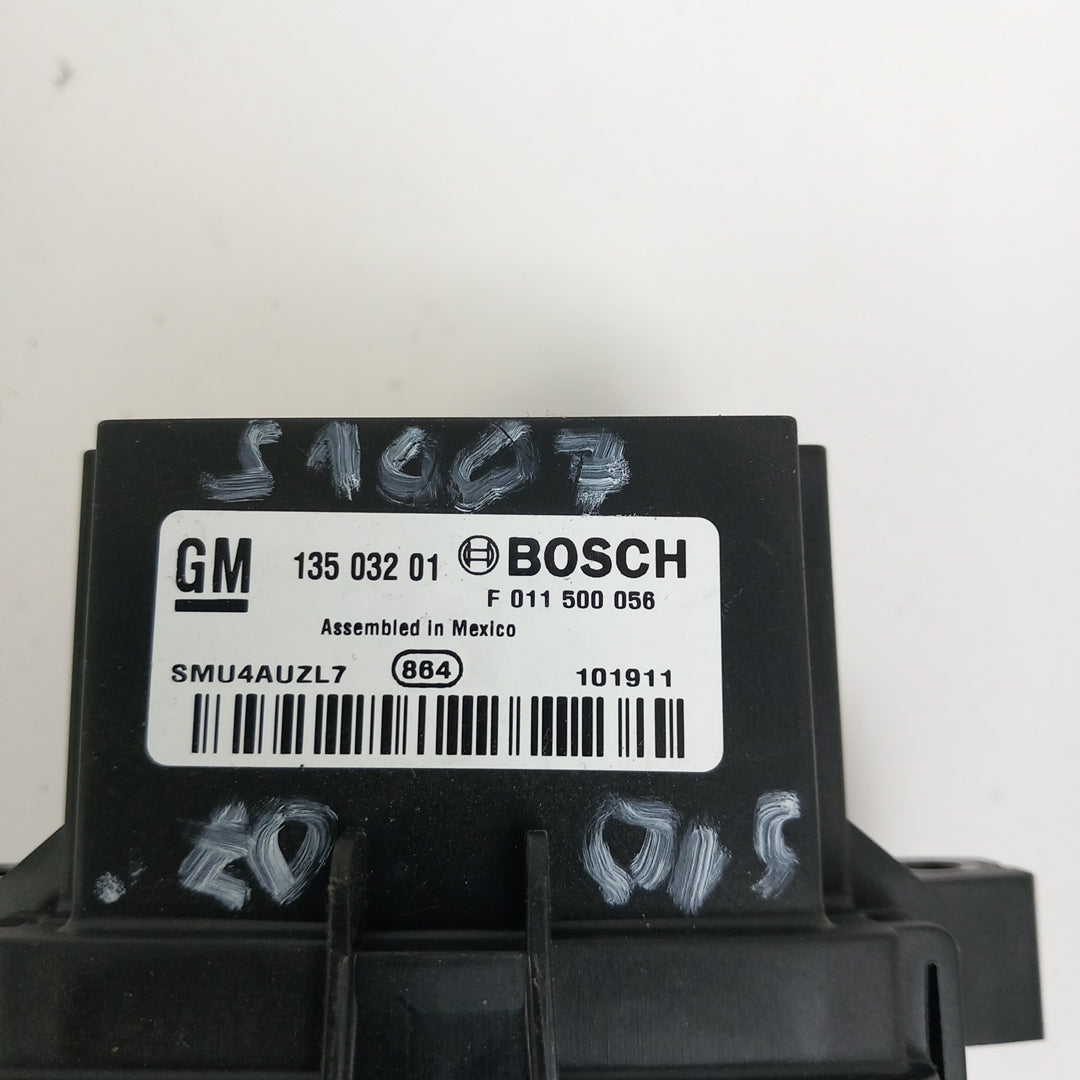 S1007
GM 135 032 01 BOSCH
F 011 500 056
Assembled in Mexico
SMU4AUZL7 864 101911